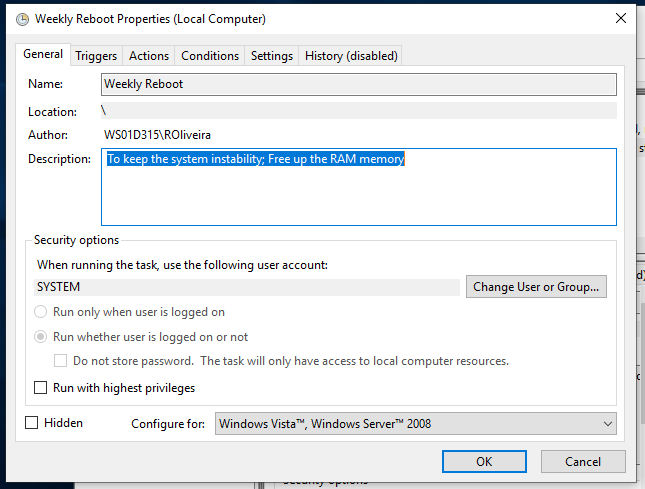 Weekly Reboot Properties (Local Computer)
General Triggers Actions Conditions Settings History (disabled)
Name: Weekly Reboot
Location: \
Author: WS01D315\ROliveira
Description: To keep the system instability; Free up the RAM memory
Security options
When running the task, use the following user account:
SYSTEM Change User or Group...
Run only when user is logged on
Run whether user is logged on or not
Do not store password. The task will only have access to local computer resources.
Run with highest privileges
Hidden Configure for: Windows Vista™, Windows Server™ 2008
OK Cancel
Security options